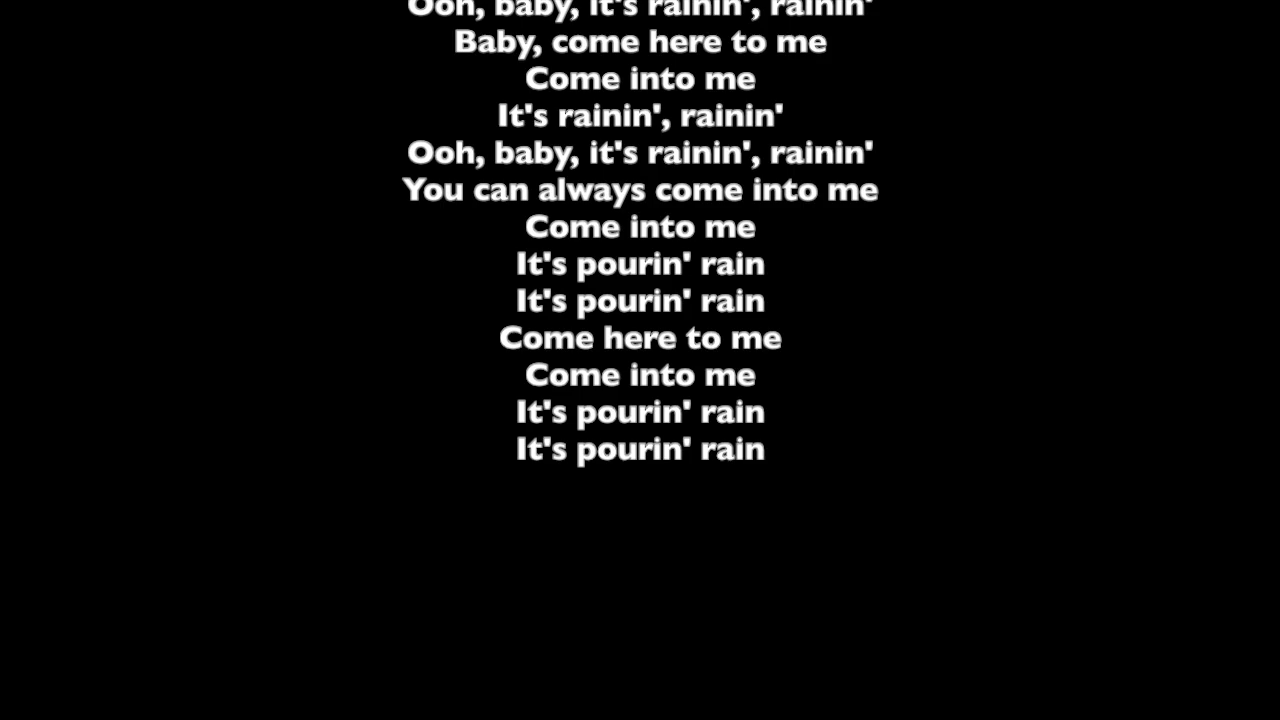 Ooh, baby, it's rainin', rainin'
Baby, come here to me
Come into me
It's rainin', rainin'
Ooh, baby, it's rainin', rainin'
You can always come into me
Come into me
It's pourin' rain
It's pourin' rain
Come here to me
Come into me
It's pourin' rain
It's pourin' rain